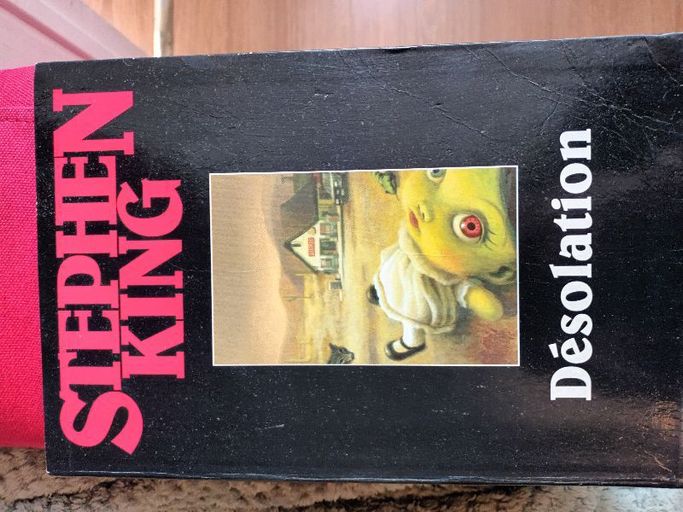 STEPHEN
KING
Désolation